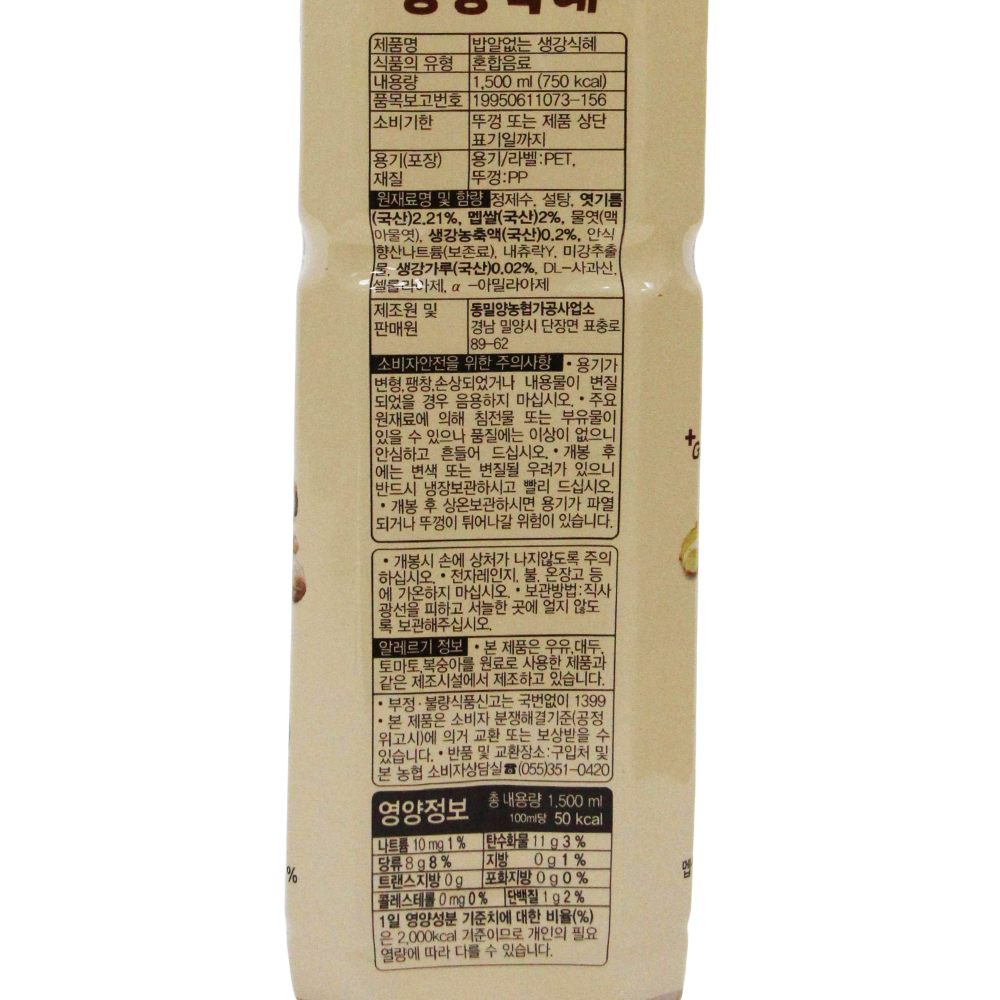 제품명 밥알없는 생강식혜
식품의 유형 혼합음료
내용량 1,500 ml (750 kcal)
품목보고번호 19950611073-156
소비기한 뚜껑 또는 제품 상단
표기일까지
용기(포장) 용기/라벨:PET,
재질 뚜껑:PP
원재료명 및 함량 정제수, 설탕, 엿기름
(국산)2.21%, 멥쌀(국산)2%, 물엿(맥
아물엿), 생강농축액(국산)0.2%, 안식
향산나트륨(보존료), 내츄럭Y, 미강추출
물, 생강가루(국산)0.02%, DL-사과산,
셀룰라아제, α -아밀라아제
제조원 및 동밀양농협가공사업소
판매원 경남 밀양시 단장면 표충로
89-62
소비자안전을 위한 주의사항 • 용기가
변형,팽창,손상되었거나 내용물이 변질
되었을 경우 음용하지 마십시오. • 주요
원재료에 의해 침전물 또는 부유물이
있을 수 있으나 품질에는 이상이 없으니
안심하고 흔들어 드십시오. • 개봉 후
에는 변색 또는 변질될 우려가 있으니
반드시 냉장보관하시고 빨리 드십시오.
• 개봉 후 상온보관하시면 용기가 파열
되거나 뚜껑이 튀어나갈 위험이 있습니다.
• 개봉시 손에 상처가 나지않도록 주의
하십시오. • 전자레인지, 불, 온장고 등
에 가온하지 마십시오. • 보관방법:직사
광선을 피하고 서늘한 곳에 얼지 않도
록 보관해주십시오.
알레르기 정보 • 본 제품은 우유,대두,
토마토,복숭아를 원료로 사용한 제품과
같은 제조시설에서 제조하고 있습니다.
• 부정·불량식품신고는 국번없이 1399
• 본 제품은 소비자 분쟁해결기준(공정
위고시)에 의거 교환 또는 보상받을 수
있습니다. • 반품 및 교환장소:구입처 및
본 농협 소비자상담실☎(055)351-0420
영양정보 총 내용량 1,500 ml
100ml당 50 kcal
나트륨 10 mg 1 % 탄수화물 11 g 3 %
당류 8 g 8 % 지방 0 g 1 %
트랜스지방 0 g 포화지방 0 g 0 %
콜레스테롤 0 mg 0 % 단백질 1 g 2 %
1일 영양성분 기준치에 대한 비율(%)
은 2,000kcal 기준이므로 개인의 필요
열량에 따라 다를 수 있습니다.
%